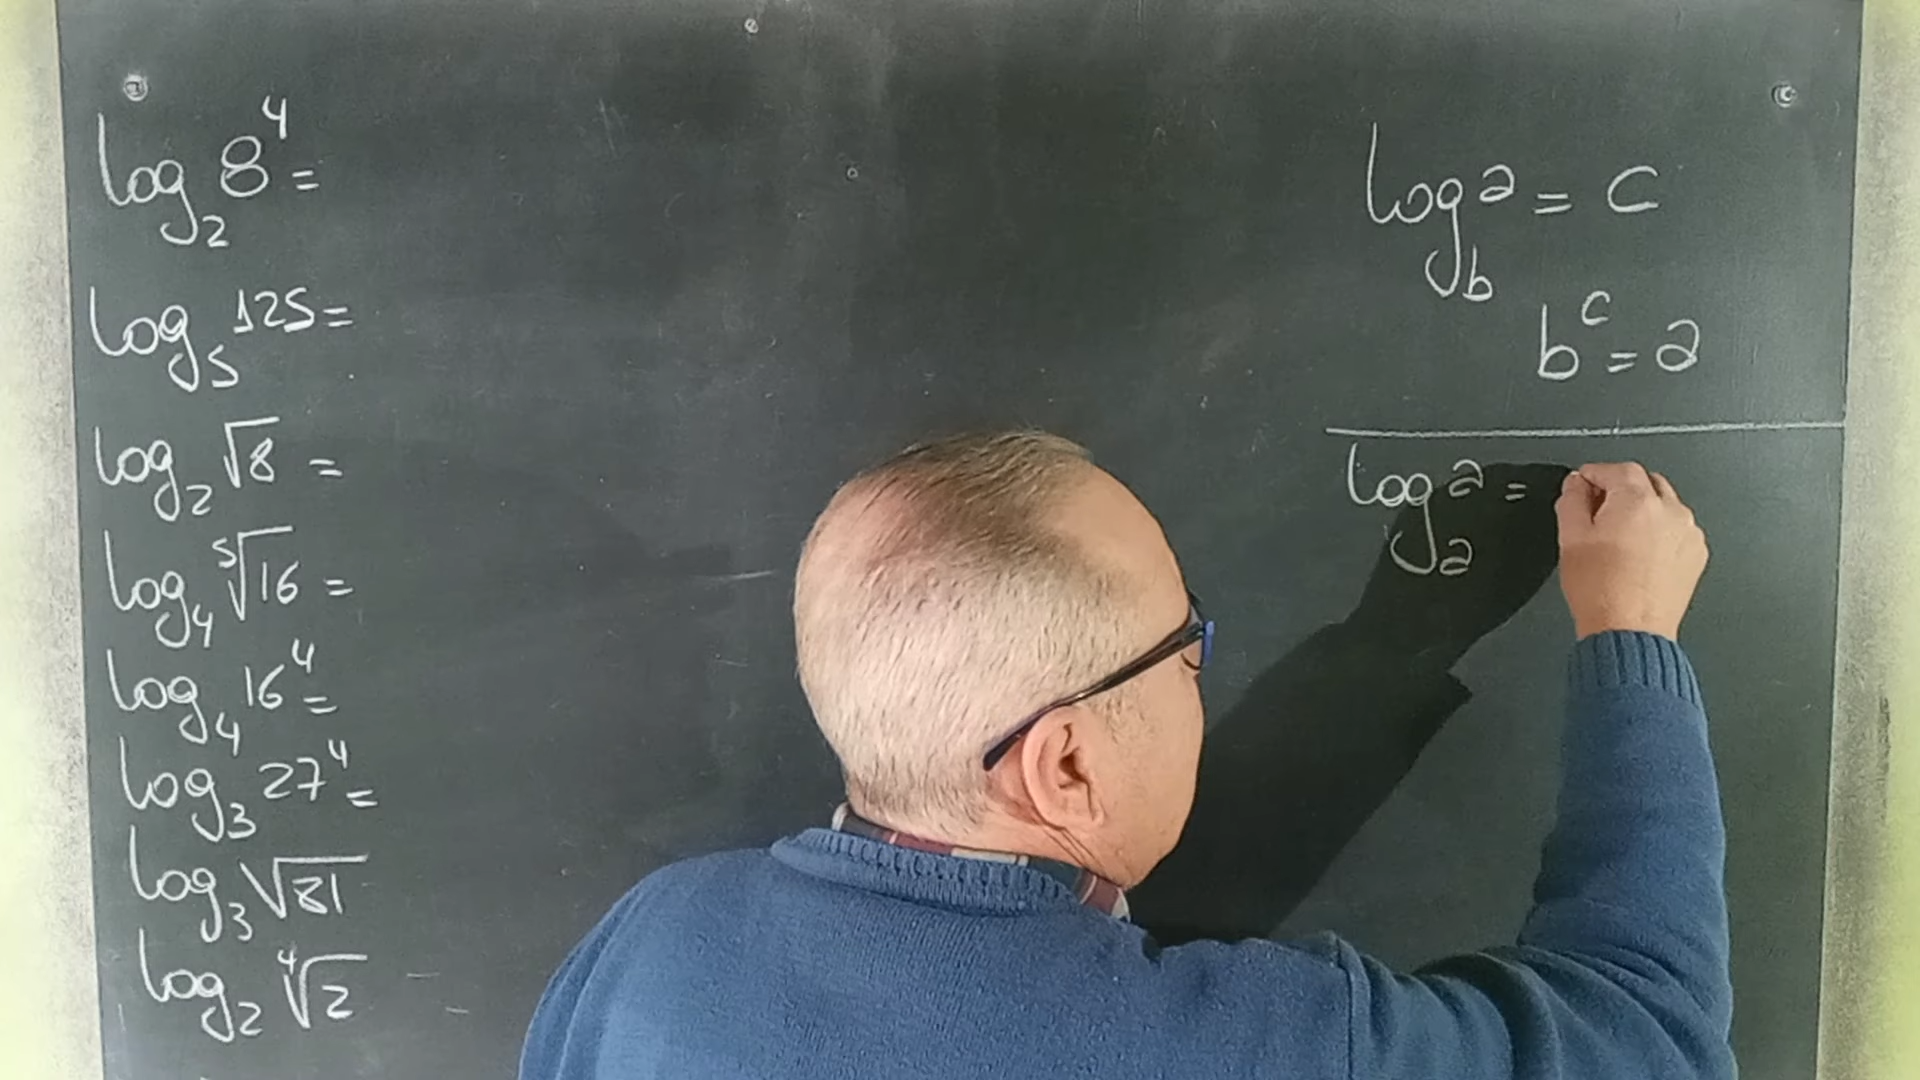 log₂ 8⁴ =
log₅ 125 =
log₂ √8 =
log₄ ⁵√16 =
log₄ 16⁴ =
log₃ 27⁴ =
log₃ √81
log₂ ⁴√2
log_b a = c
b^c = a
log_a a =